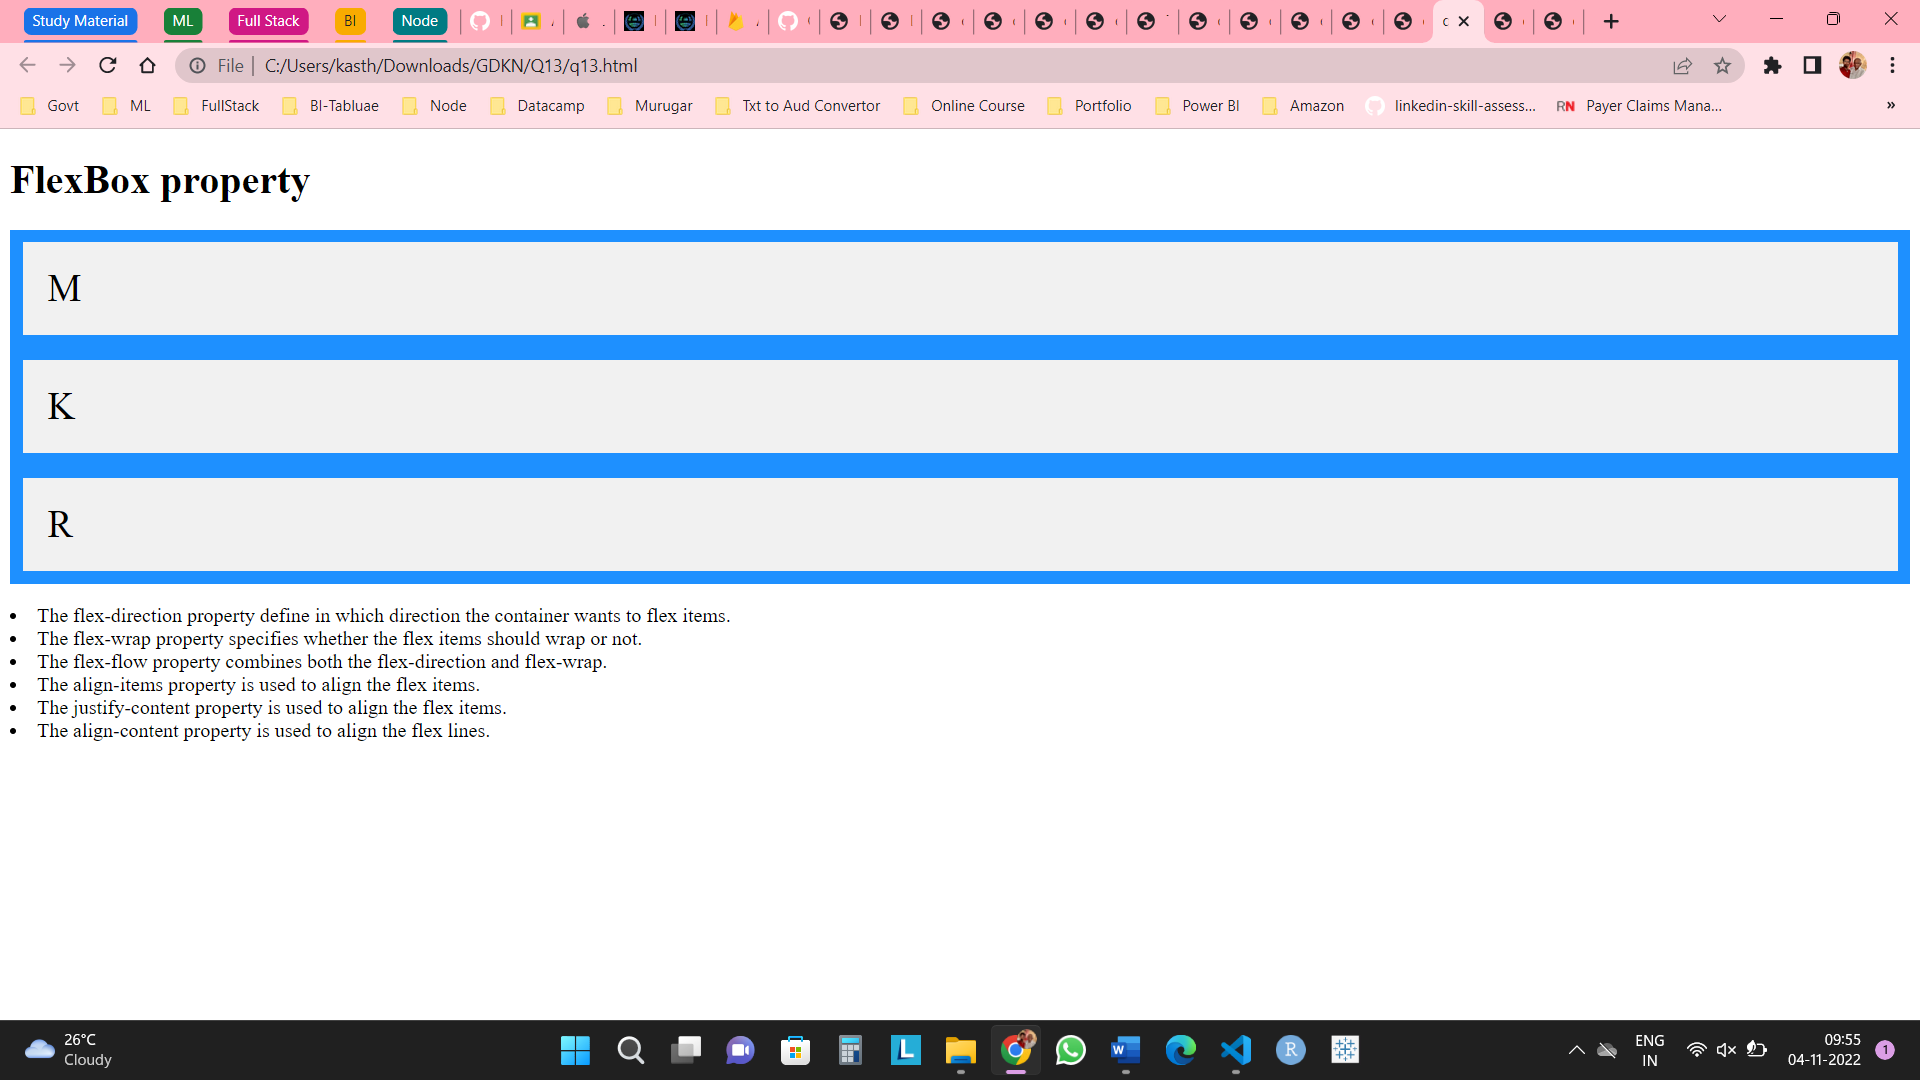 Study Material ML Full Stack BI Node
File C:/Users/kasth/Downloads/GDKN/Q13/q13.html
Govt ML FullStack BI-Tabluae Node Datacamp Murugar Txt to Aud Convertor Online Course Portfolio Power BI Amazon linkedin-skill-assess... RN Payer Claims Mana... »
FlexBox property
M
K
R
• The flex-direction property define in which direction the container wants to flex items.
• The flex-wrap property specifies whether the flex items should wrap or not.
• The flex-flow property combines both the flex-direction and flex-wrap.
• The align-items property is used to align the flex items.
• The justify-content property is used to align the flex items.
• The align-content property is used to align the flex lines.
26°C
Cloudy
ENG
IN
09:55
04-11-2022
1